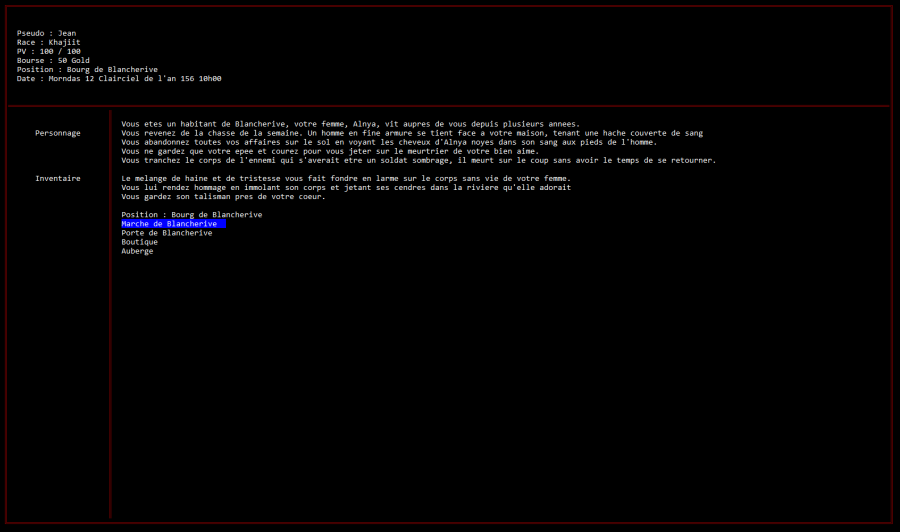 Pseudo : Jean
Race : Khajiit
PV : 100 / 100
Bourse : 50 Gold
Position : Bourg de Blancherive
Date : Morndas 12 Clairciel de l'an 156 10h00
Personnage
Inventaire
Vous etes un habitant de Blancherive, votre femme, Alnya, vit aupres de vous depuis plusieurs annees.
Vous revenez de la chasse de la semaine. Un homme en fine armure se tient face a votre maison, tenant une hache couverte de sang
Vous abandonnez toutes vos affaires sur le sol en voyant les cheveux d'Alnya noyes dans son sang aux pieds de l'homme.
Vous ne gardez que votre epee et courez pour vous jeter sur le meurtrier de votre bien aime.
Vous tranchez le corps de l'ennemi qui s'averait etre un soldat sombrage, il meurt sur le coup sans avoir le temps de se retourner.
Le melange de haine et de tristesse vous fait fondre en larme sur le corps sans vie de votre femme.
Vous lui rendez hommage en immolant son corps et jetant ses cendres dans la riviere qu'elle adorait
Vous gardez son talisman pres de votre coeur.
Position : Bourg de Blancherive
Marche de Blancherive
Porte de Blancherive
Boutique
Auberge